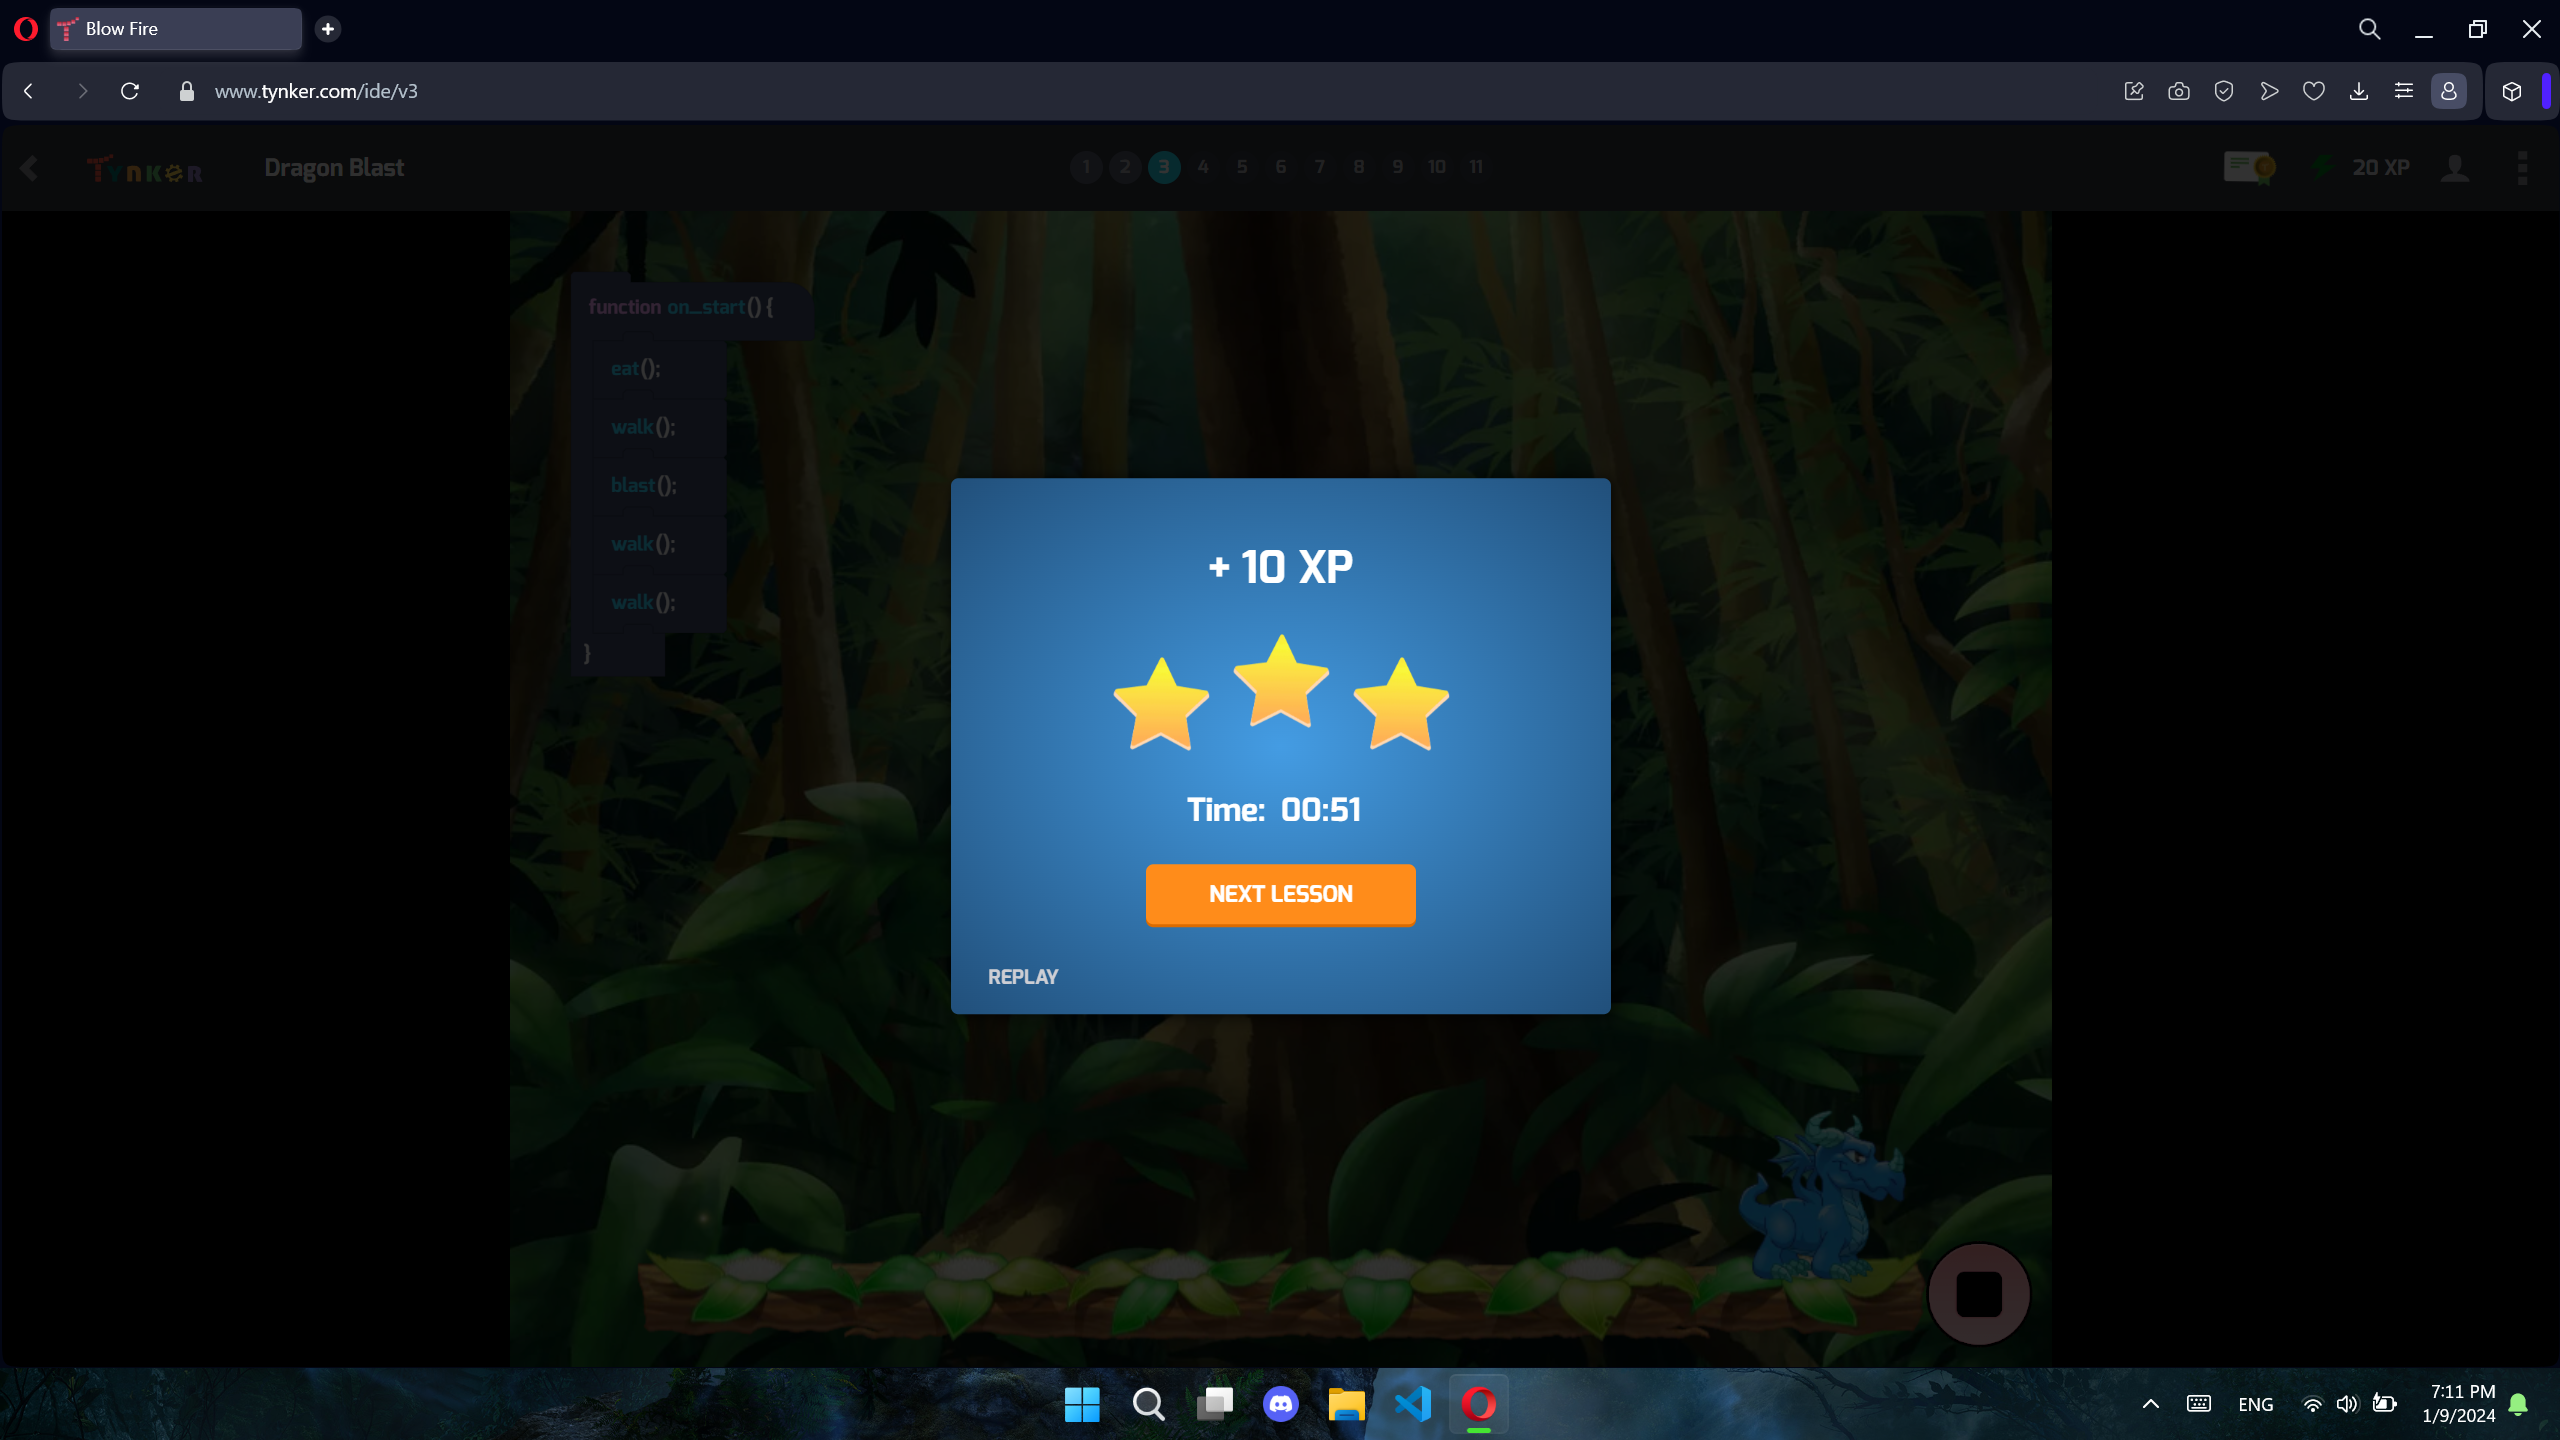 Blow Fire
www.tynker.com/ide/v3
TYNKER
Dragon Blast
1 2 3 4 5 6 7 8 9 10 11
20 XP
function on_start() {
eat();
walk();
blast();
walk();
walk();
}
+ 10 XP
Time: 00:51
NEXT LESSON
REPLAY
ENG
7:11 PM
1/9/2024